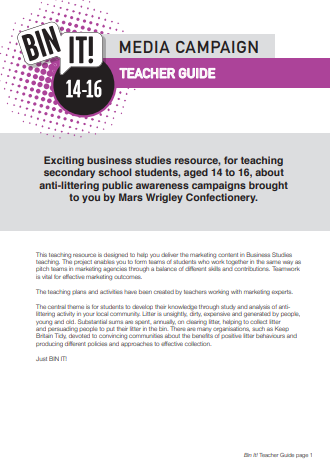 BIN IT!
14-16
MEDIA CAMPAIGN
TEACHER GUIDE
Exciting business studies resource, for teaching
secondary school students, aged 14 to 16, about
anti-littering public awareness campaigns brought
to you by Mars Wrigley Confectionery.
This teaching resource is designed to help you deliver the marketing content in Business Studies
teaching. The project enables you to form teams of students who work together in the same way as
pitch teams in marketing agencies through a balance of different skills and contributions. Teamwork
is vital for effective marketing outcomes.
The teaching plans and activities have been created by teachers working with marketing experts.
The central theme is for students to develop their knowledge through study and analysis of anti-
littering activity in your local community. Litter is unsightly, dirty, expensive and generated by people,
young and old. Substantial sums are spent, annually, on clearing litter, helping to collect litter
and persuading people to put their litter in the bin. There are many organisations, such as Keep
Britain Tidy, devoted to convincing communities about the benefits of positive litter behaviours and
producing different policies and approaches to effective collection.
Just BIN IT!
Bin It! Teacher Guide page 1